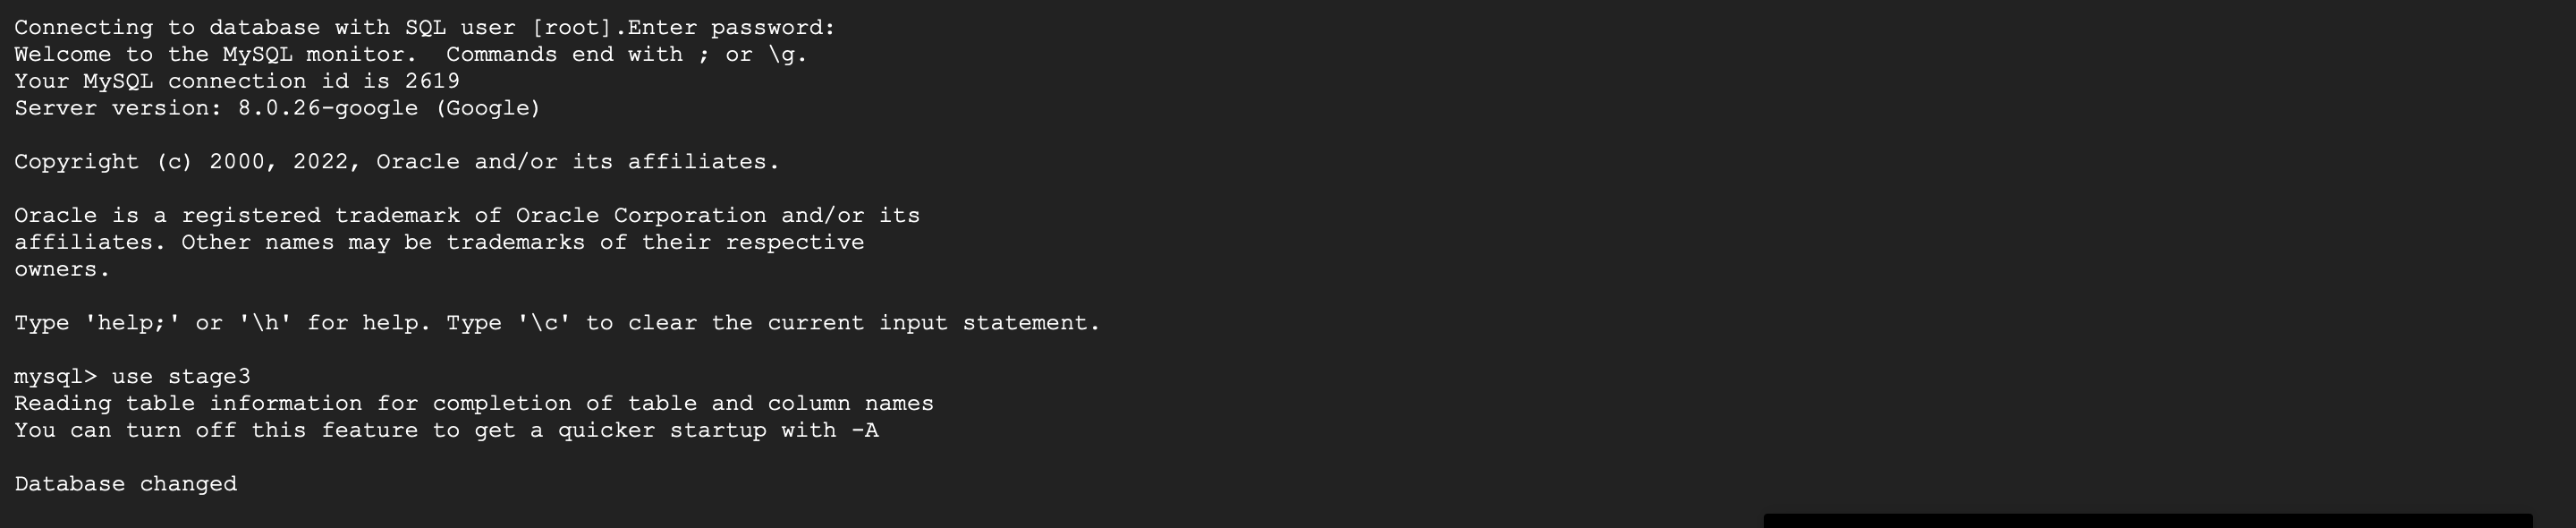 Connecting to database with SQL user [root].Enter password:
Welcome to the MySQL monitor.  Commands end with ; or \g.
Your MySQL connection id is 2619
Server version: 8.0.26-google (Google)

Copyright (c) 2000, 2022, Oracle and/or its affiliates.

Oracle is a registered trademark of Oracle Corporation and/or its
affiliates. Other names may be trademarks of their respective
owners.

Type 'help;' or '\h' for help. Type '\c' to clear the current input statement.

mysql> use stage3
Reading table information for completion of table and column names
You can turn off this feature to get a quicker startup with -A

Database changed